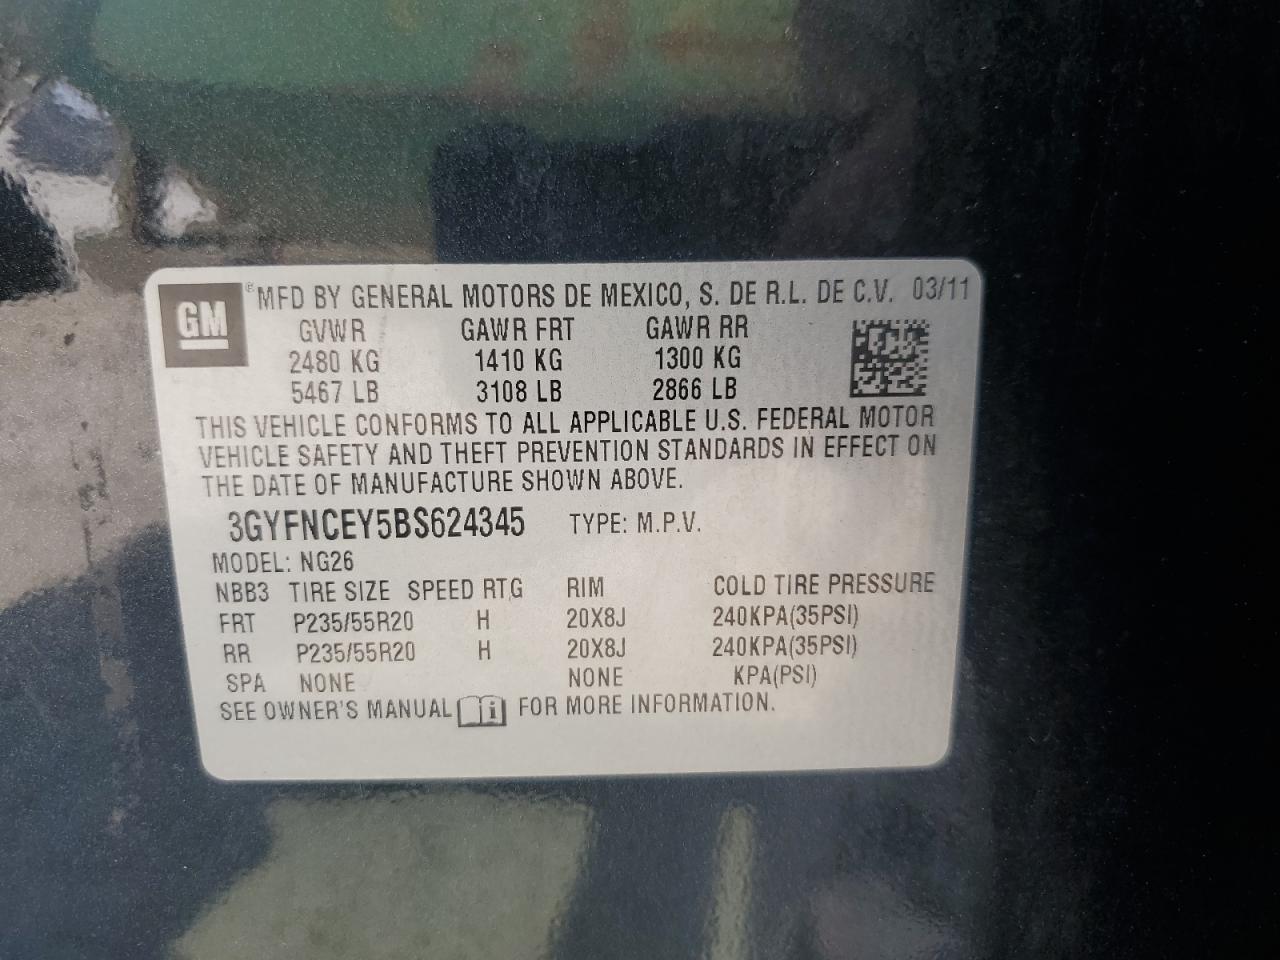 GM ® MFD BY GENERAL MOTORS DE MEXICO, S. DE R.L. DE C.V. 03/11
GVWR GAWR FRT GAWR RR
2480 KG 1410 KG 1300 KG
5467 LB 3108 LB 2866 LB
THIS VEHICLE CONFORMS TO ALL APPLICABLE U.S. FEDERAL MOTOR
VEHICLE SAFETY AND THEFT PREVENTION STANDARDS IN EFFECT ON
THE DATE OF MANUFACTURE SHOWN ABOVE.
3GYFNCEY5BS624345 TYPE: M.P.V.
MODEL: NG26
NBB3 TIRE SIZE SPEED RTG RIM COLD TIRE PRESSURE
FRT P235/55R20 H 20X8J 240KPA(35PSI)
RR P235/55R20 H 20X8J 240KPA(35PSI)
SPA NONE NONE KPA(PSI)
SEE OWNER'S MANUAL i FOR MORE INFORMATION.